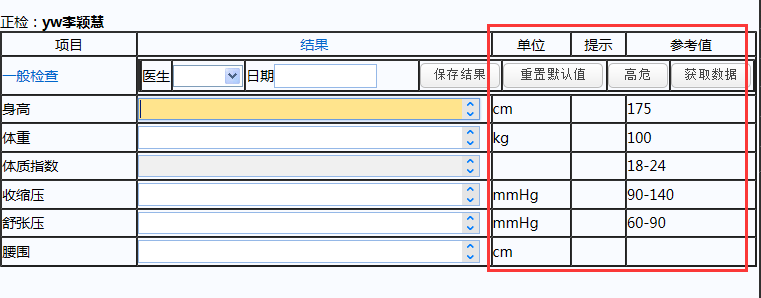 正检：yw李颖慧
项目 结果 单位 提示 参考值
一般检查 医生 日期 保存结果 重置默认值 高危 获取数据
身高 cm 175
体重 kg 100
体质指数 18-24
收缩压 mmHg 90-140
舒张压 mmHg 60-90
腰围 cm